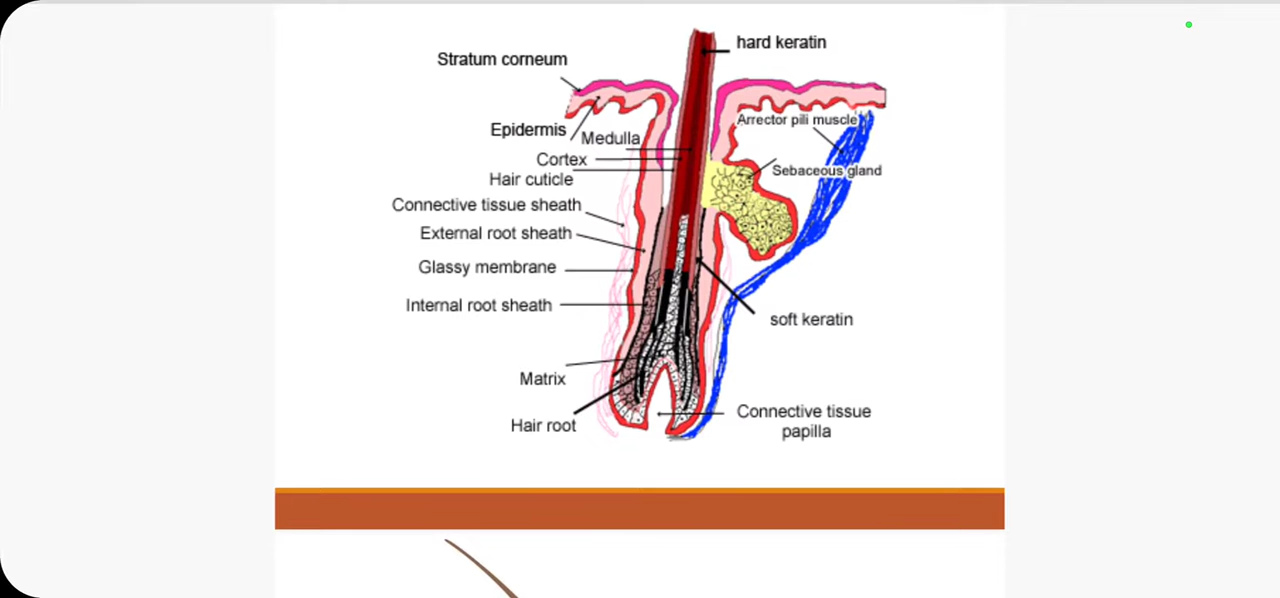 hard keratin
Stratum corneum
Arrector pili muscle
Epidermis
Medulla
Cortex
Sebaceous gland
Hair cuticle
Connective tissue sheath
External root sheath
Glassy membrane
Internal root sheath
soft keratin
Matrix
Connective tissue
papilla
Hair root